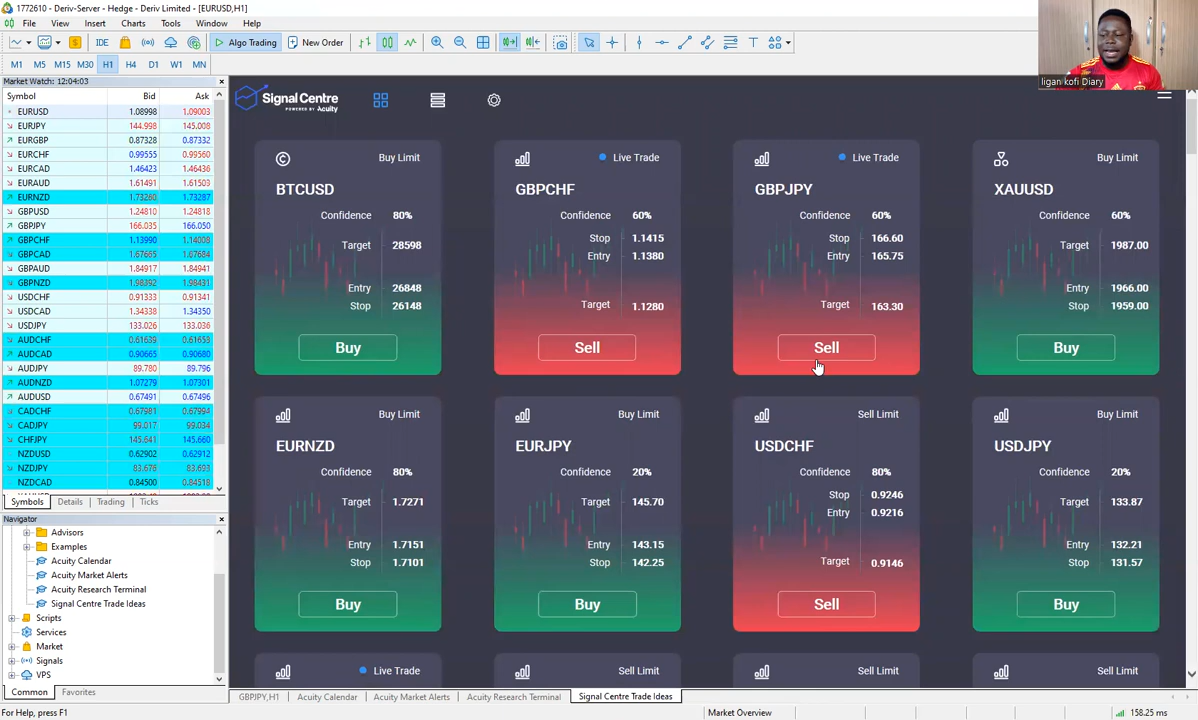 1772610 - Deriv-Server - Hedge - Deriv Limited - [EURUSD,H1]
File View Insert Charts Tools Window Help
IDE Algo Trading New Order
M1 M5 M15 M30 H1 H4 D1 W1 MN
ligan kofi Diary
Market Watch: 12:04:03
Symbol Bid Ask
EURUSD 1.08998 1.09003
EURJPY 144.998 145.008
EURGBP 0.87328 0.87332
EURCHF 0.99555 0.99560
EURCAD 1.46423 1.46436
EURAUD 1.61491 1.61503
EURNZD 1.73260 1.73287
GBPUSD 1.24810 1.24818
GBPJPY 166.035 166.050
GBPCHF 1.13990 1.14008
GBPCAD 1.67665 1.67684
GBPAUD 1.84917 1.84941
GBPNZD 1.98392 1.98431
USDCHF 0.91333 0.91341
USDCAD 1.34338 1.34350
USDJPY 133.026 133.036
AUDCHF 0.61639 0.61655
AUDCAD 0.90665 0.90680
AUDJPY 89.780 89.796
AUDNZD 1.07279 1.07301
AUDUSD 0.67491 0.67496
CADCHF 0.67981 0.67994
CADJPY 99.017 99.034
CHFJPY 145.641 145.660
NZDUSD 0.62902 0.62912
NZDJPY 83.676 83.693
NZDCAD 0.84500 0.84518
Symbols Details Trading Ticks
Navigator
Advisors
Examples
Acuity Calendar
Acuity Market Alerts
Acuity Research Terminal
Signal Centre Trade Ideas
Scripts
Services
Market
Signals
VPS
Common Favorites
Signal Centre
POWERED BY Acuity
Buy Limit
BTCUSD
Confidence 80%
Target 28598
Entry 26848
Stop 26148
Buy
Live Trade
GBPCHF
Confidence 60%
Stop 1.1415
Entry 1.1380
Target 1.1280
Sell
Live Trade
GBPJPY
Confidence 60%
Stop 166.60
Entry 165.75
Target 163.30
Sell
Buy Limit
XAUUSD
Confidence 60%
Target 1987.00
Entry 1966.00
Stop 1959.00
Buy
Buy Limit
EURNZD
Confidence 80%
Target 1.7271
Entry 1.7151
Stop 1.7101
Buy
Buy Limit
EURJPY
Confidence 20%
Target 145.70
Entry 143.15
Stop 142.25
Buy
Sell Limit
USDCHF
Confidence 80%
Stop 0.9246
Entry 0.9216
Target 0.9146
Sell
Buy Limit
USDJPY
Confidence 20%
Target 133.87
Entry 132.21
Stop 131.57
Buy
Live Trade
Sell Limit
Sell Limit
Buy Limit
GBPJPY,H1 Acuity Calendar Acuity Market Alerts Acuity Research Terminal Signal Centre Trade Ideas
For Help, press F1 Market Overview 158.25 ms